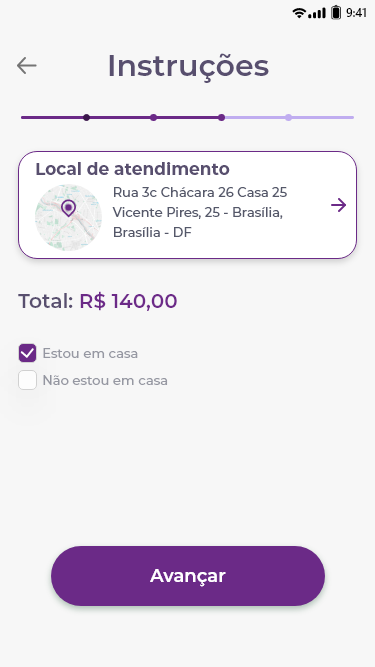 9:41
Instruções
Local de atendimento
Rua 3c Chácara 26 Casa 25
Vicente Pires, 25 - Brasília,
Brasília - DF
Total: R$ 140,00
Estou em casa
Não estou em casa
Avançar